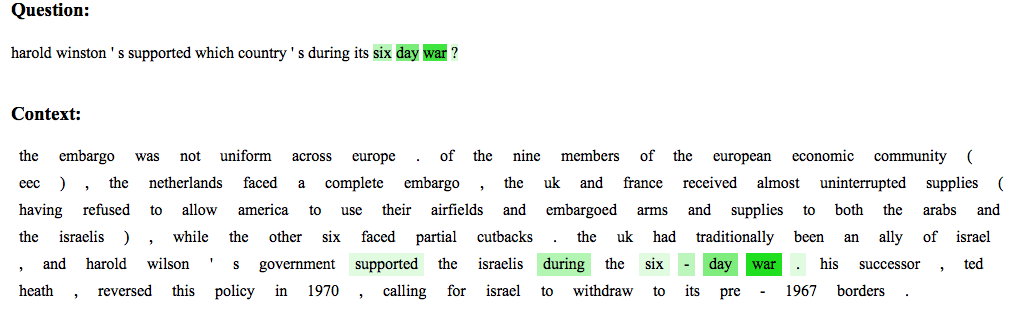 Question:
harold winston ' s supported which country ' s during its six day war ?
Context:
the embargo was not uniform across europe . of the nine members of the european economic community (
eec ) , the netherlands faced a complete embargo , the uk and france received almost uninterrupted supplies (
having refused to allow america to use their airfields and embargoed arms and supplies to both the arabs and
the israelis ) , while the other six faced partial cutbacks . the uk had traditionally been an ally of israel
, and harold wilson ' s government supported the israelis during the six - day war . his successor , ted
heath , reversed this policy in 1970 , calling for israel to withdraw to its pre - 1967 borders .